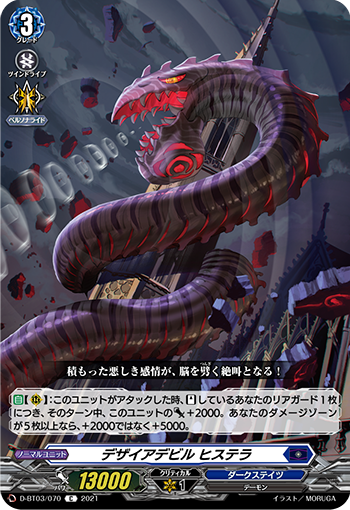 3
グレード
ツインドライブ
ペルソナライド
積もった悪しき感情が、脳を劈く絶叫となる！
つんざ
：このユニットがアタックした時、しているあなたのリアガード１枚
につき、そのターン中、このユニットの＋2000。あなたのダメージゾーン
が５枚以上なら、＋2000ではなく＋5000。
ノーマルユニット
デザイアデビル ヒステラ
パワー
13000
クリティカル
1
ダークステイツ
デーモン
D-BT03/070 C 2021
イラスト／MORUGA